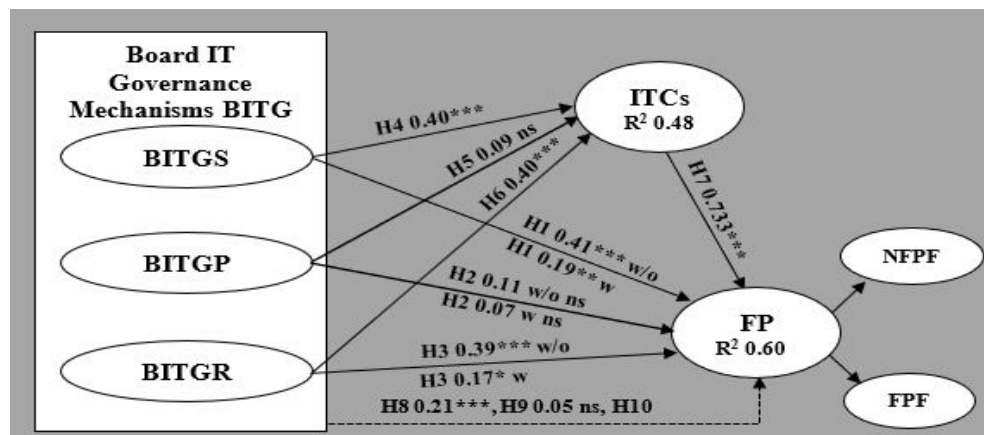 Board IT
Governance
Mechanisms BITG
BITGS
BITGP
BITGR
H4 0.40***
H5 0.09 ns
H6 0.40***
ITCs
R² 0.48
H7 0.733***
H1 0.41*** w/o
H1 0.19** w
H2 0.11 w/o ns
H2 0.07 w ns
H3 0.39*** w/o
H3 0.17* w
H8 0.21***, H9 0.05 ns, H10
FP
R² 0.60
NFPF
FPF